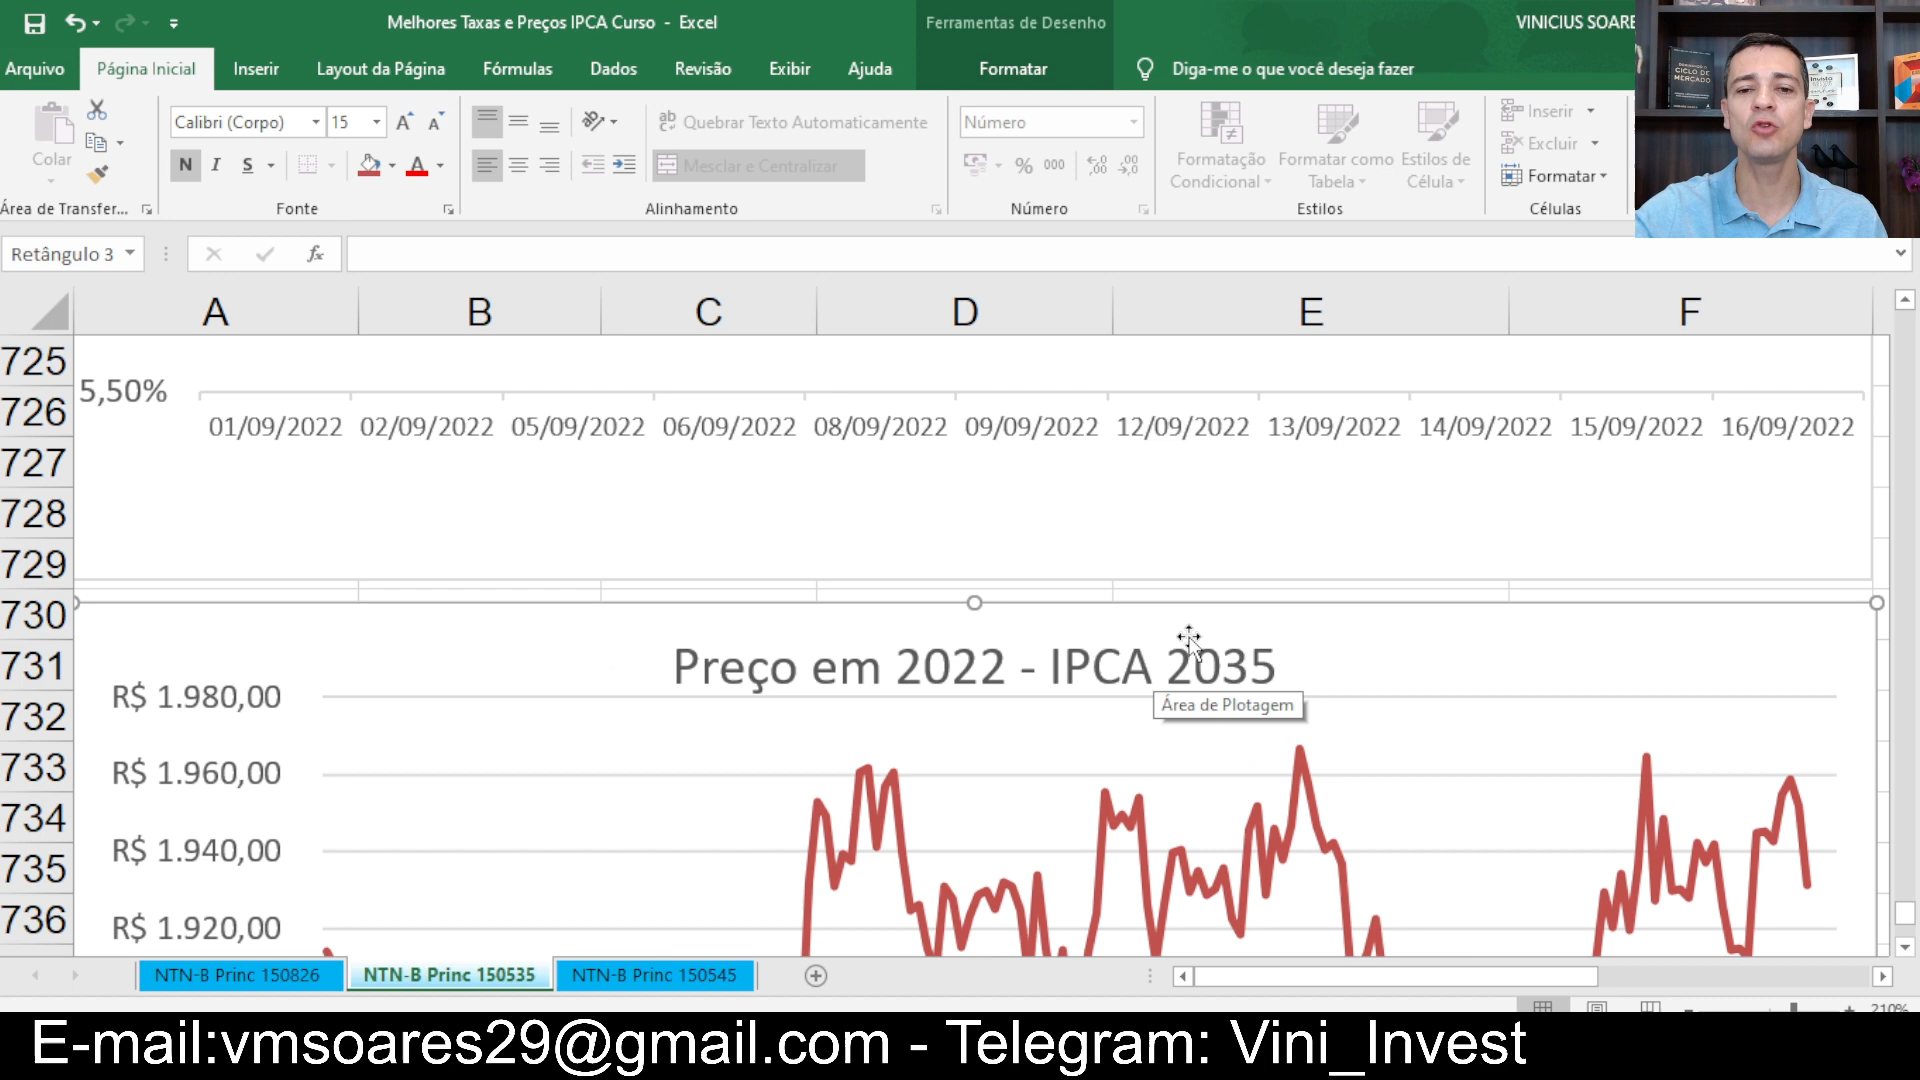 Melhores Taxas e Preços IPCA Curso - Excel
Ferramentas de Desenho
VINICIUS SOARE
Arquivo Página Inicial Inserir Layout da Página Fórmulas Dados Revisão Exibir Ajuda Formatar Diga-me o que você deseja fazer
CICLO DE
MERCADO
Invisto
Colar
Calibri (Corpo) 15
N I S
Quebrar Texto Automaticamente
Mesclar e Centralizar
Número
% 000
Formatação
Condicional
Formatar como
Tabela
Estilos de
Célula
Inserir
Excluir
Formatar
Área de Transfer... Fonte Alinhamento Número Estilos Células
Retângulo 3
fx
A B C D E F
725
726
727
728
729
730
731
732
733
734
735
736
5,50%
01/09/2022 02/09/2022 05/09/2022 06/09/2022 08/09/2022 09/09/2022 12/09/2022 13/09/2022 14/09/2022 15/09/2022 16/09/2022
Preço em 2022 - IPCA 2035
Área de Plotagem
R$ 1.980,00
R$ 1.960,00
R$ 1.940,00
R$ 1.920,00
NTN-B Princ 150826 NTN-B Princ 150535 NTN-B Princ 150545
210%
E-mail:vmsoares29@gmail.com - Telegram: Vini_Invest